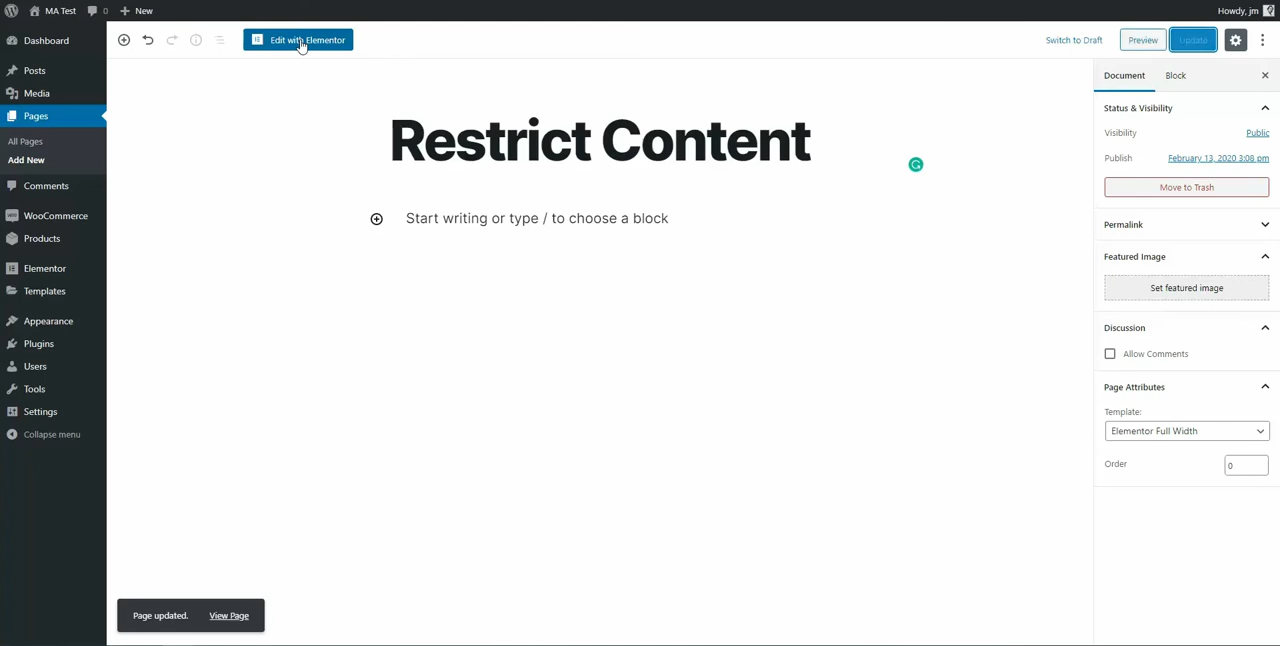 MA Test
0
New
Howdy, jm
Dashboard
Posts
Media
Pages
All Pages
Add New
Comments
WooCommerce
Products
Elementor
Templates
Appearance
Plugins
Users
Tools
Settings
Collapse menu
Edit with Elementor
Switch to Draft
Preview
Update
Restrict Content
Start writing or type / to choose a block
Document
Block
Status & Visibility
Visibility
Public
Publish
February 13, 2020 3:08 pm
Move to Trash
Permalink
Featured Image
Set featured image
Discussion
Allow Comments
Page Attributes
Template:
Elementor Full Width
Order
0
Page updated.
View Page